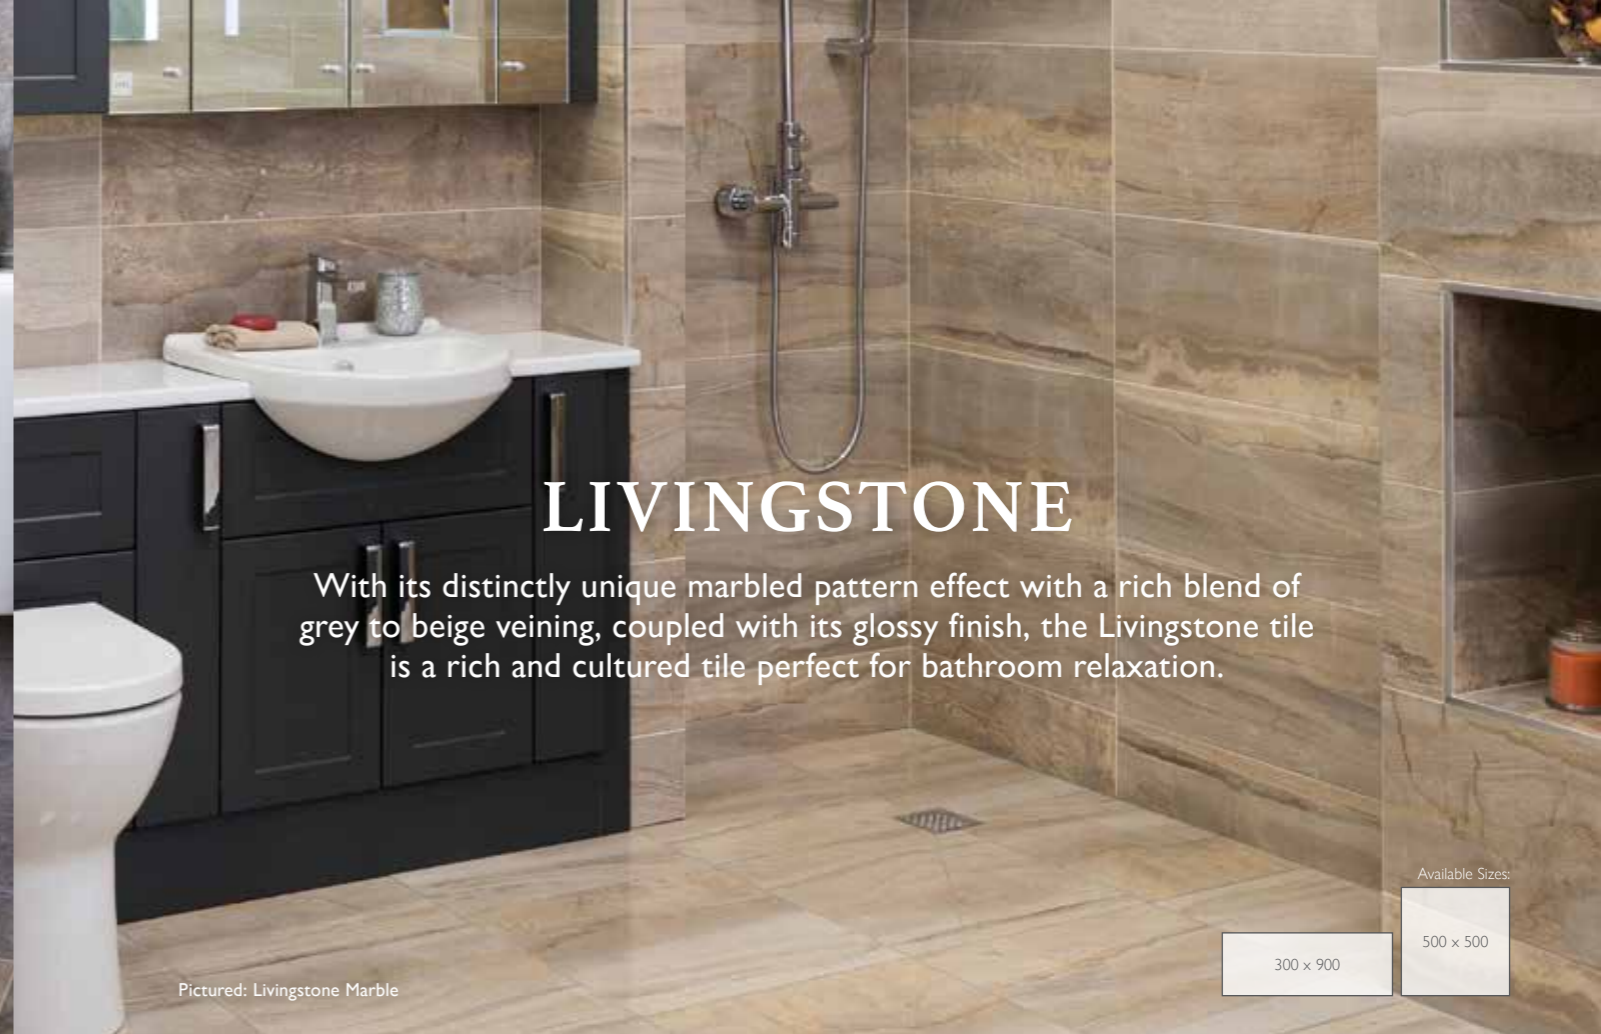 LIVINGSTONE
With its distinctly unique marbled pattern effect with a rich blend of
grey to beige veining, coupled with its glossy finish, the Livingstone tile
is a rich and cultured tile perfect for bathroom relaxation.
Available Sizes:
500 x 500
300 x 900
Pictured: Livingstone Marble